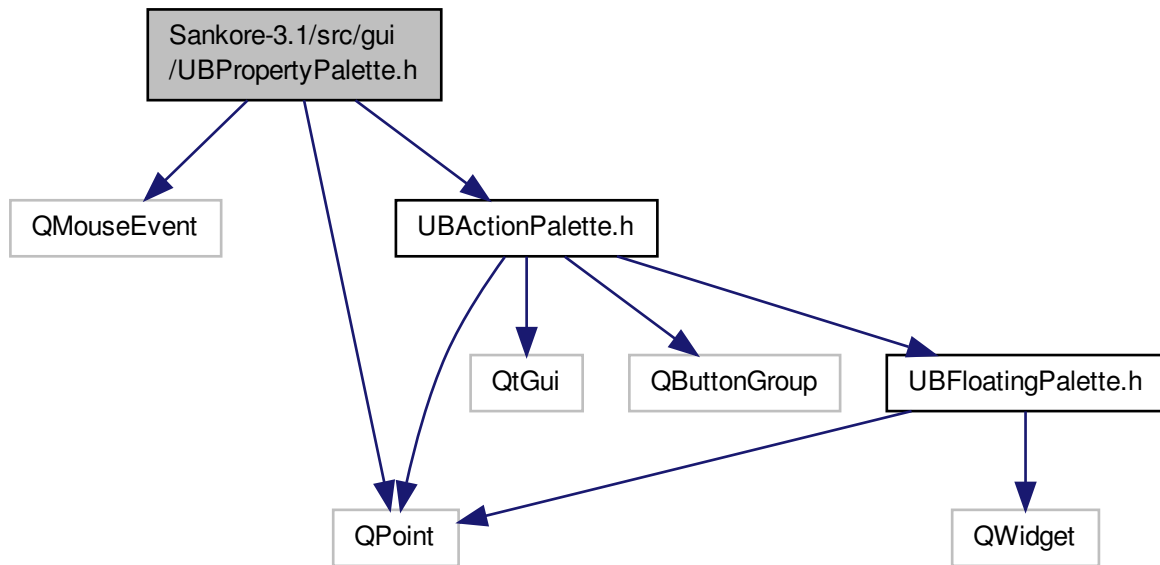 Sankore-3.1/src/gui
/UBPropertyPalette.h
QMouseEvent
UBActionPalette.h
QtGui
QButtonGroup
UBFloatingPalette.h
QPoint
QWidget